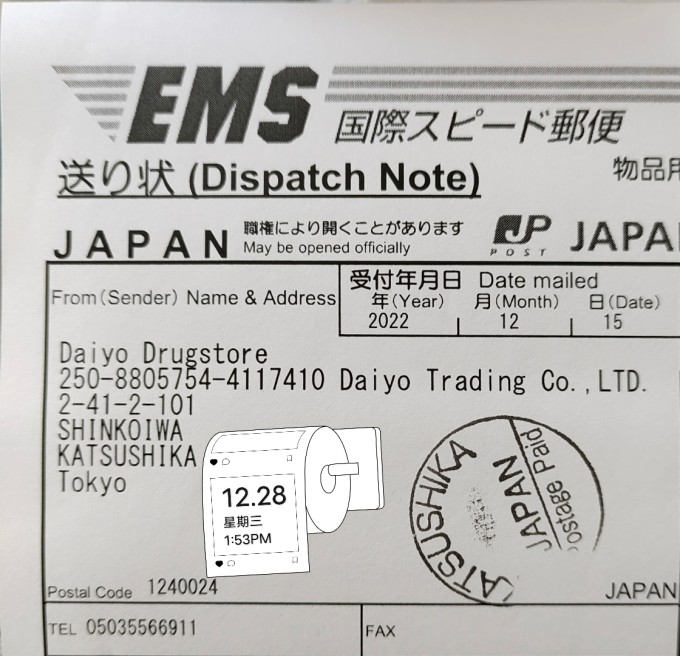 EMS 国際スピード郵便
送り状 (Dispatch Note) 物品用
JAPAN 職権により開くことがあります
May be opened officially
JP POST JAPA
From (Sender) Name & Address
受付年月日 Date mailed
年(Year) 月(Month) 日(Date)
2022 12 15
Daiyo Drugstore
250-8805754-4117410 Daiyo Trading Co.,LTD.
2-41-2-101
SHINKOIWA
KATSUSHIKA
Tokyo
12.28
星期三
1:53PM
KATSUSHIKA
JAPAN
Postage Paid
Postal Code 1240024 JAPAN
TEL 05035566911 FAX